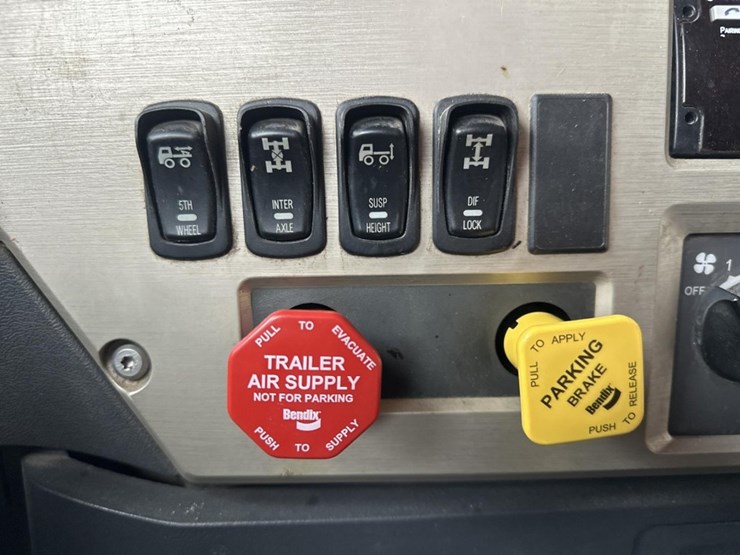 5TH
WHEEL
INTER
AXLE
SUSP
HEIGHT
DIF
LOCK
OFF
1
PULL TO EVACUATE
TRAILER
AIR SUPPLY
NOT FOR PARKING
Bendix
PUSH TO SUPPLY
PULL TO APPLY
PARKING
BRAKE
Bendix
PUSH TO RELEASE